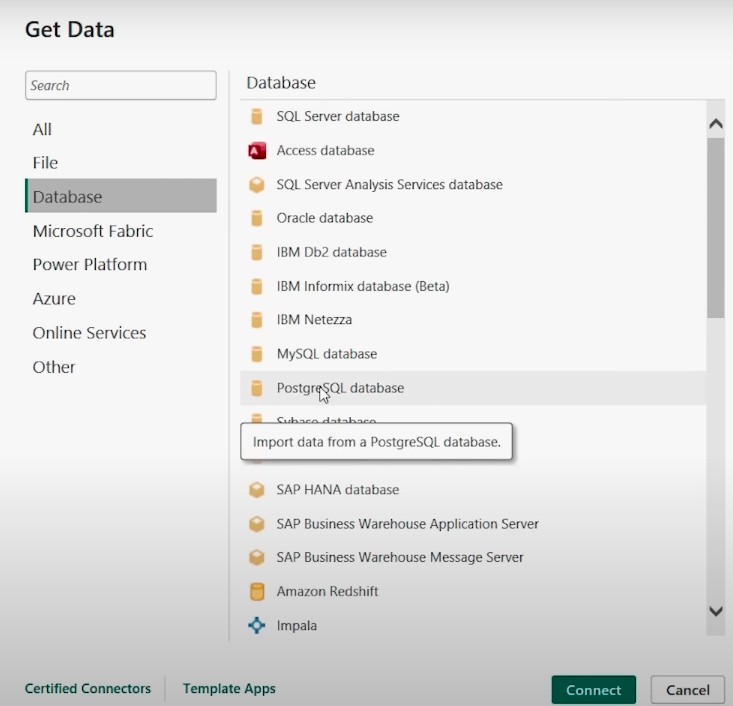 Get Data
Search
All
File
Database
Microsoft Fabric
Power Platform
Azure
Online Services
Other
Database
SQL Server database
Access database
SQL Server Analysis Services database
Oracle database
IBM Db2 database
IBM Informix database (Beta)
IBM Netezza
MySQL database
PostgreSQL database
Sybase database
Import data from a PostgreSQL database.
SAP HANA database
SAP Business Warehouse Application Server
SAP Business Warehouse Message Server
Amazon Redshift
Impala
Certified Connectors
Template Apps
Connect
Cancel